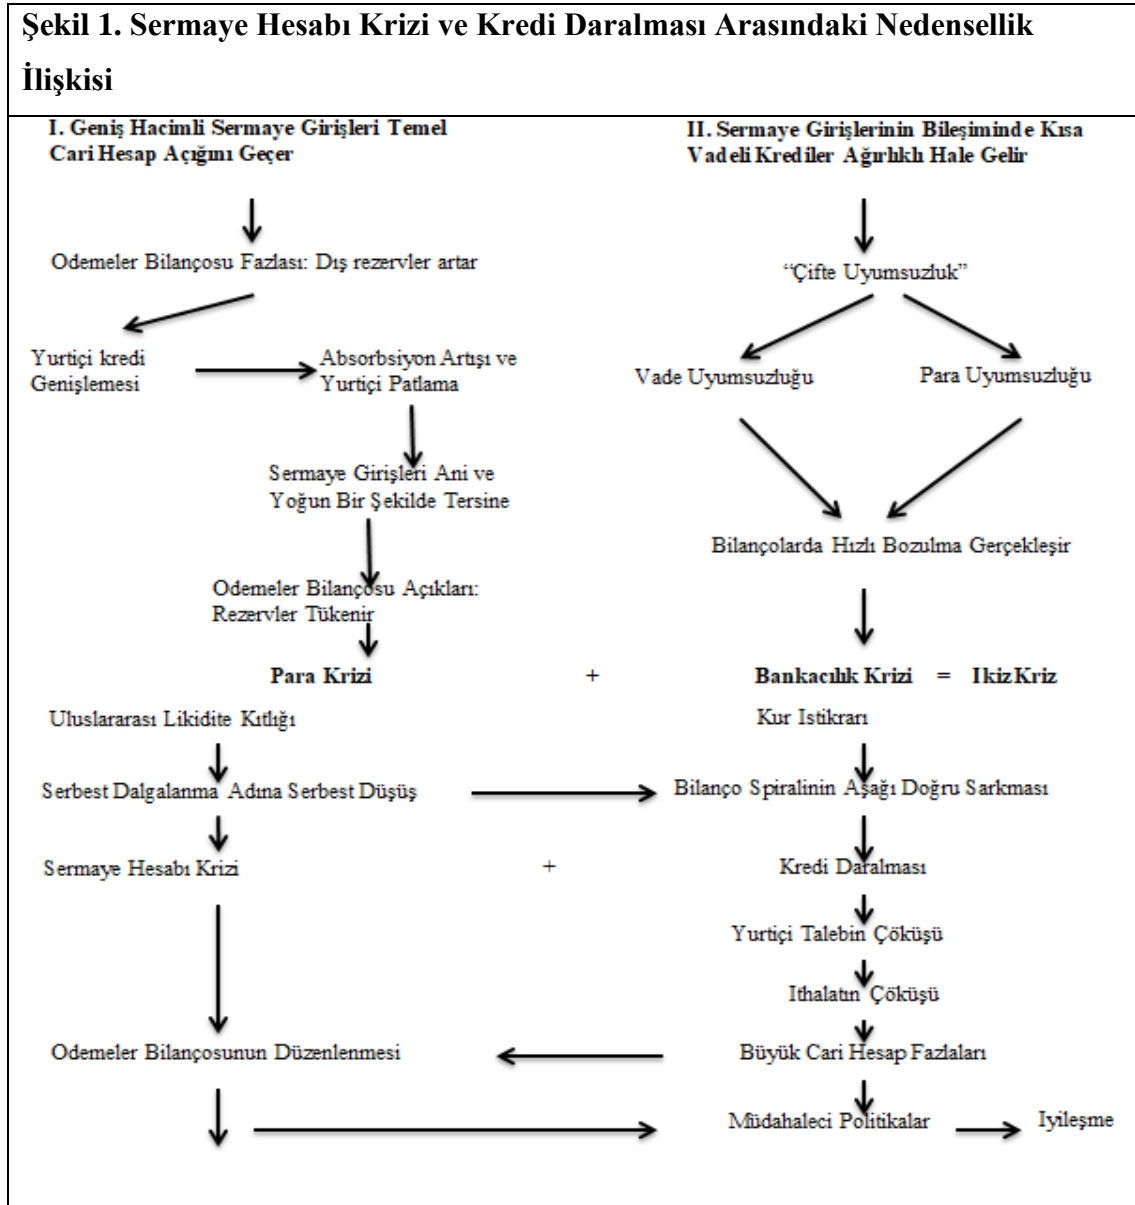 Şekil 1. Sermaye Hesabı Krizi ve Kredi Daralması Arasındaki Nedensellik
İlişkisi
I. Geniş Hacimli Sermaye Girişleri Temel
Cari Hesap Açığını Geçer
II. Sermaye Girişlerinin Bileşiminde Kısa
Vadeli Krediler Ağırlıklı Hale Gelir
Odemeler Bilançosu Fazlası: Dış rezervler artar
“Çifte Uyumsuzluk”
Yurtiçi kredi
Genişlemesi
Absorbsiyon Artışı ve
Yurtiçi Patlama
Vade Uyumsuzluğu
Para Uyumsuzluğu
Sermaye Girişleri Ani ve
Yoğun Bir Şekilde Tersine
Bilançolarda Hızlı Bozulma Gerçekleşir
Odemeler Bilançosu Açıkları:
Rezervler Tükenir
Para Krizi + Bankacılık Krizi = Ikiz Kriz
Uluslararası Likidite Kıtlığı
Kur Istikrarı
Serbest Dalgalanma Adına Serbest Düşüş
Bilanço Spiralinin Aşağı Doğru Sarkması
Sermaye Hesabı Krizi + Kredi Daralması
Yurtiçi Talebin Çöküşü
Ithalatın Çöküşü
Odemeler Bilançosunun Düzenlenmesi
Büyük Cari Hesap Fazlaları
Müdahaleci Politikalar
Iyileşme